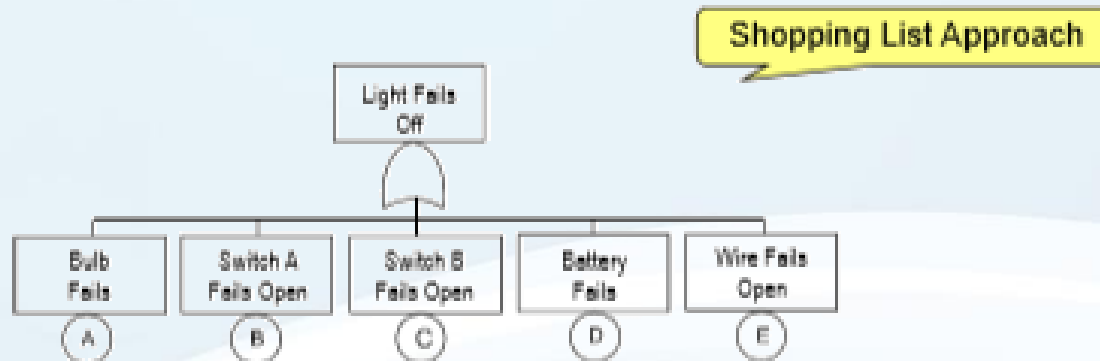 Shopping List Approach
Light Fails
Off
Bulb
Fails
Switch A
Fails Open
Switch B
Fails Open
Battery
Fails
Wire Fails
Open
A
B
C
D
E